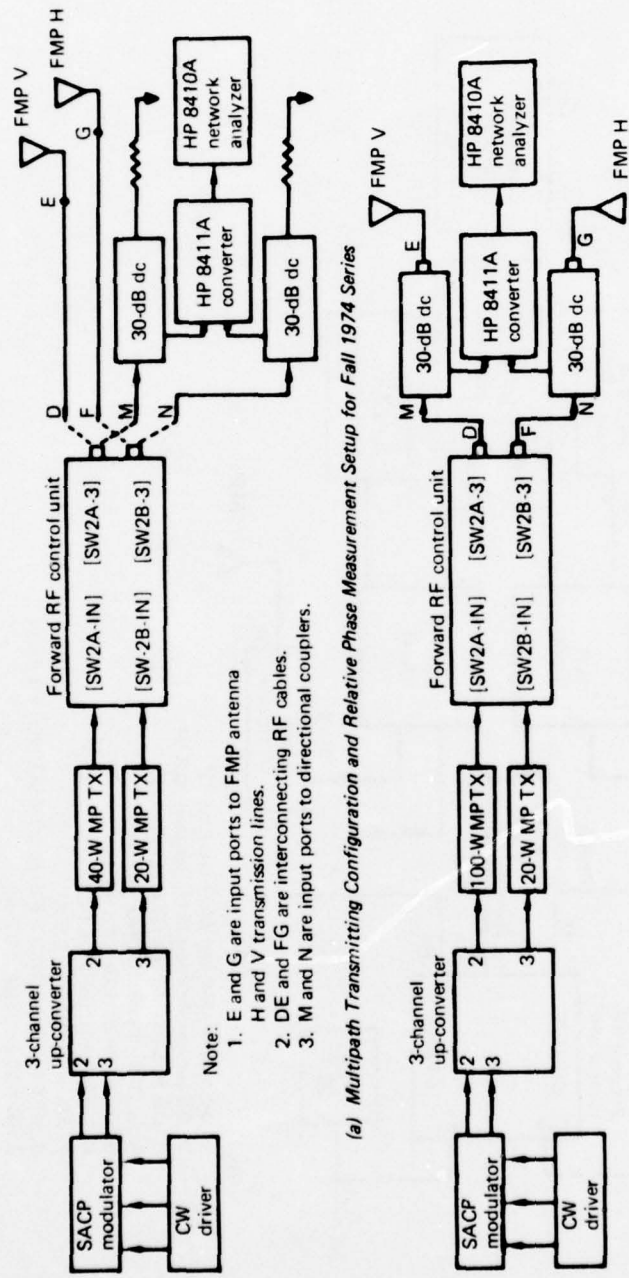 3-channel
up-converter
SACP
modulator
CW
driver
2
3
2
3
40-W MP TX
20-W MP TX
Forward RF control unit
[SW2A-IN]
[SW2A-3]
[SW-2B-IN]
[SW2B-3]
D
F
M
N
E
G
FMP V
FMP H
30-dB dc
HP 8411A
converter
HP 8410A
network
analyzer
30-dB dc
Note:
1. E and G are input ports to FMP antenna
H and V transmission lines.
2. DE and FG are interconnecting RF cables.
3. M and N are input ports to directional couplers.
(a) Multipath Transmitting Configuration and Relative Phase Measurement Setup for Fall 1974 Series
3-channel
up-converter
SACP
modulator
CW
driver
2
3
2
3
100-W MP TX
20-W MP TX
Forward RF control unit
[SW2A-IN]
[SW2A-3]
[SW2B-IN]
[SW2B-3]
D
F
M
N
30-dB dc
HP 8411A
converter
HP 8410A
network
analyzer
30-dB dc
E
G
FMP V
FMP H